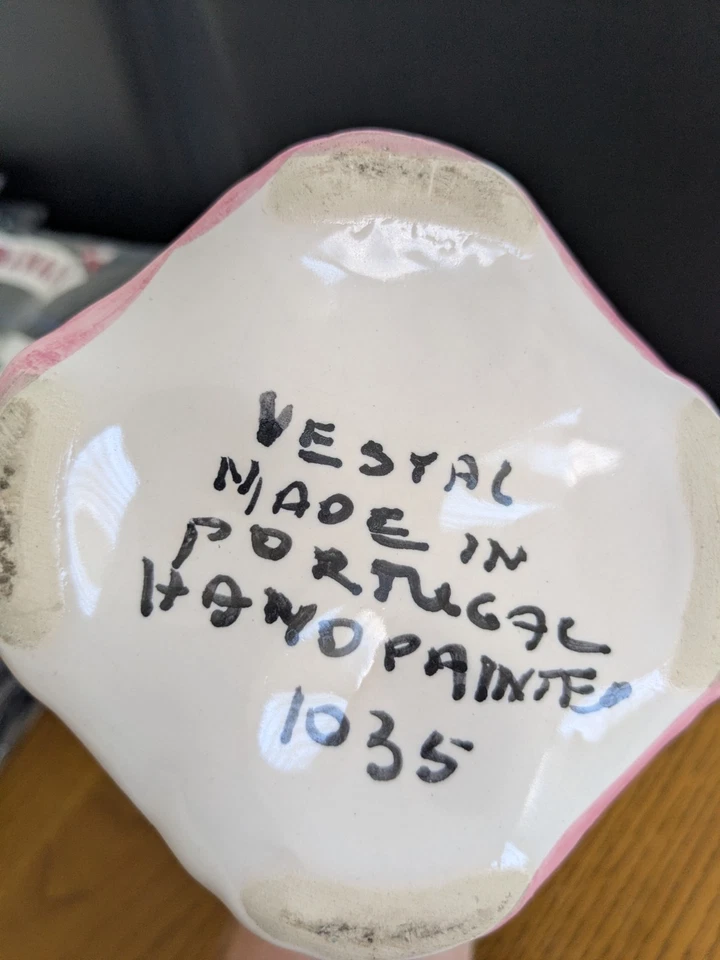 VESTAL
MADE IN
PORTUGAL
HANDPAINTED
1035